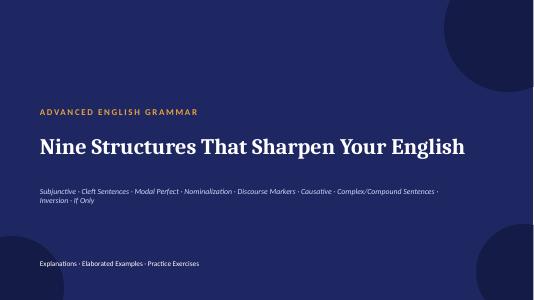 ADVANCED ENGLISH GRAMMAR
Nine Structures That Sharpen Your English
Subjunctive · Cleft Sentences · Modal Perfect · Nominalization · Discourse Markers · Causative · Complex/Compound Sentences ·
Inversion · If Only
Explanations · Elaborated Examples · Practice Exercises